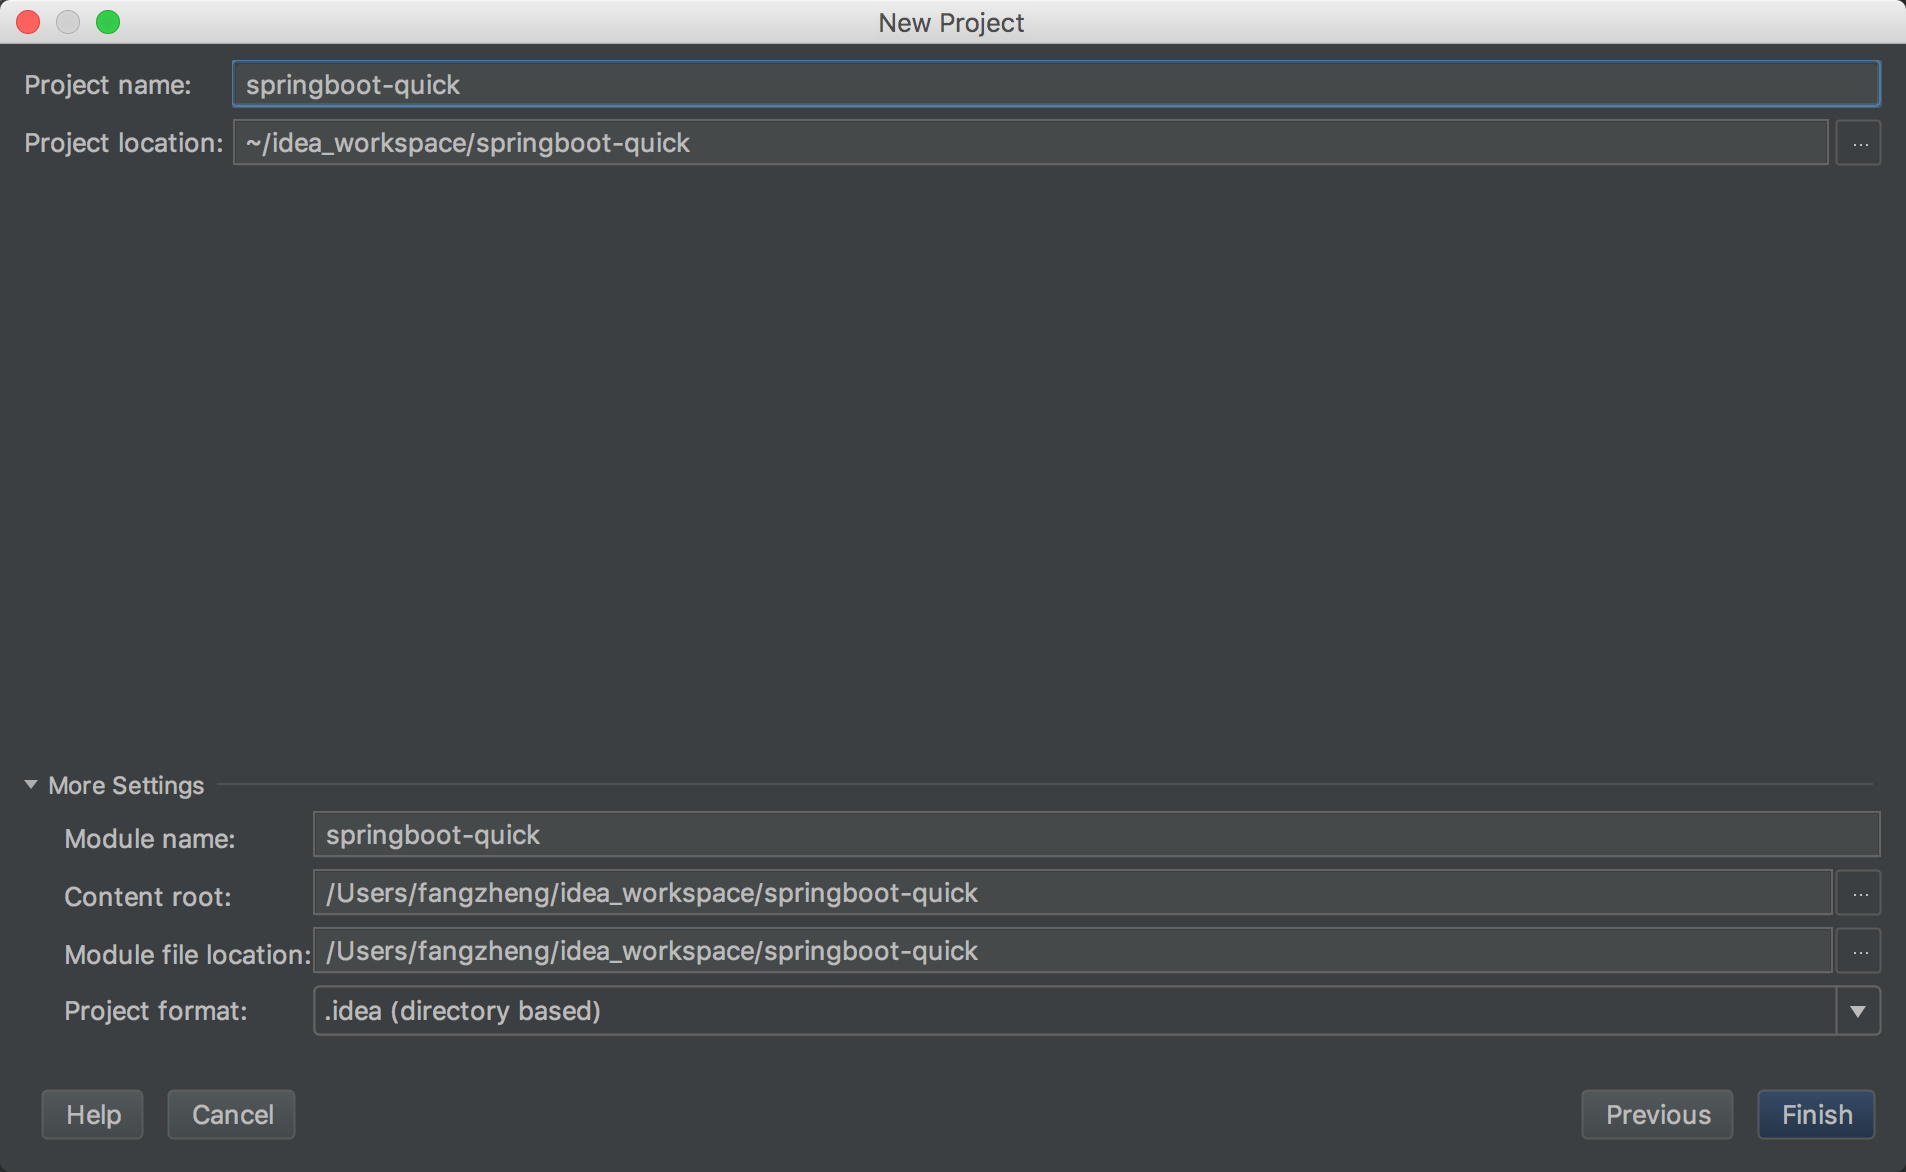 New Project
Project name: springboot-quick
Project location: ~/idea_workspace/springboot-quick ...
More Settings
Module name: springboot-quick
Content root: /Users/fangzheng/idea_workspace/springboot-quick ...
Module file location: /Users/fangzheng/idea_workspace/springboot-quick ...
Project format: .idea (directory based)
Help Cancel Previous Finish